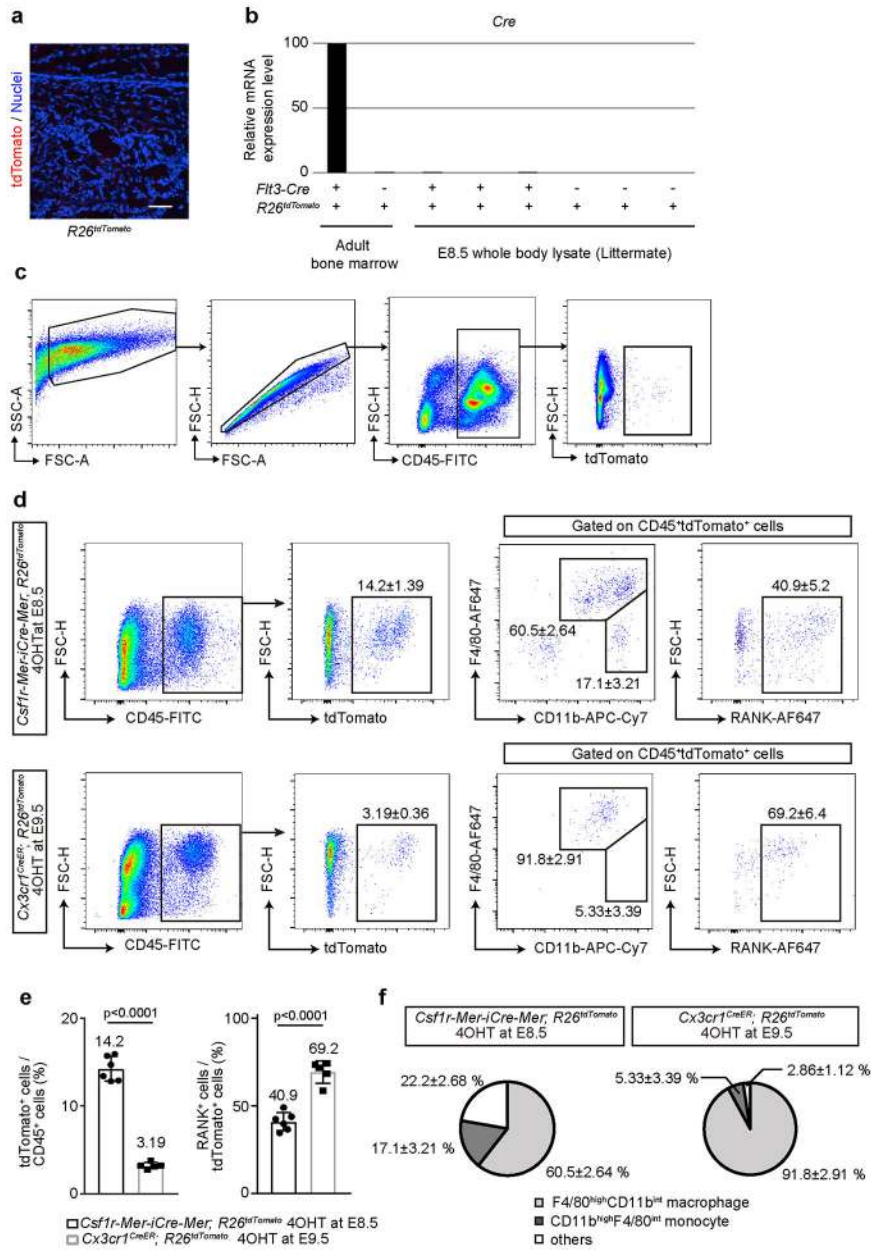 a
tdTomato / Nuclei
R26tdTomato
b
Cre
Relative mRNA
expression level
100
50
0
Flt3-Cre + - + + + - - -
R26tdTomato + + + + + + + +
Adult
bone marrow
E8.5 whole body lysate (Littermate)
c
SSC-A
FSC-A
FSC-H
FSC-A
FSC-H
CD45-FITC
FSC-H
tdTomato
d
Csf1r-Mer-iCre-Mer; R26tdTomato
4OHTat E8.5
FSC-H
CD45-FITC
14.2±1.39
FSC-H
tdTomato
Gated on CD45+tdTomato+ cells
F4/80-AF647
60.5±2.64
17.1±3.21
CD11b-APC-Cy7
40.9±5.2
FSC-H
RANK-AF647
Cx3cr1CreER; R26tdTomato
4OHT at E9.5
FSC-H
CD45-FITC
3.19±0.36
FSC-H
tdTomato
Gated on CD45+tdTomato+ cells
F4/80-AF647
91.8±2.91
5.33±3.39
CD11b-APC-Cy7
69.2±6.4
FSC-H
RANK-AF647
e
tdTomato+ cells /
CD45+ cells (%)
20
10
0
p<0.0001
14.2
3.19
RANK+ cells /
tdTomato+ cells (%)
100
50
0
p<0.0001
40.9
69.2
Csf1r-Mer-iCre-Mer; R26tdTomato 4OHT at E8.5
Cx3cr1CreER; R26tdTomato 4OHT at E9.5
f
Csf1r-Mer-iCre-Mer; R26tdTomato
4OHT at E8.5
22.2±2.68 %
17.1±3.21 %
60.5±2.64 %
Cx3cr1CreER; R26tdTomato
4OHT at E9.5
5.33±3.39 %
2.86±1.12 %
91.8±2.91 %
F4/80highCD11bint macrophage
CD11bhighF4/80int monocyte
others